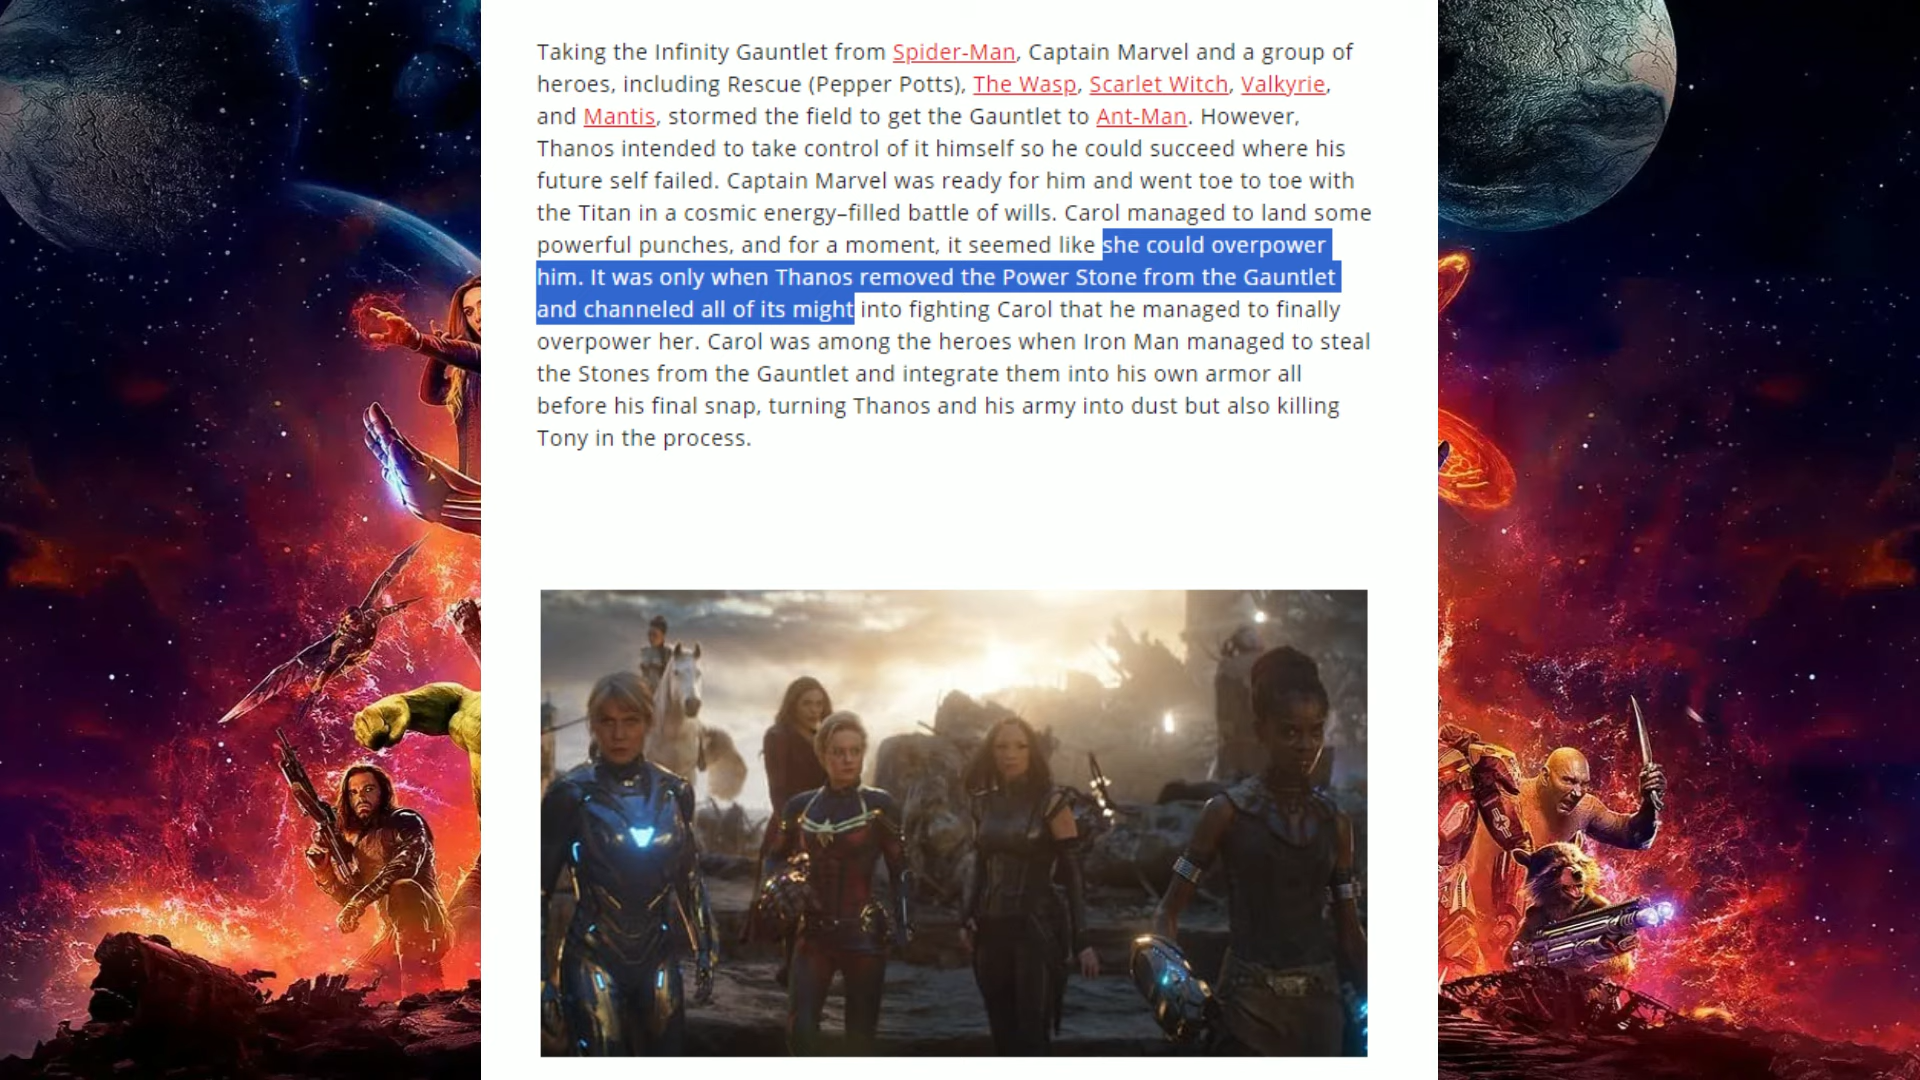 Taking the Infinity Gauntlet from Spider-Man, Captain Marvel and a group of
heroes, including Rescue (Pepper Potts), The Wasp, Scarlet Witch, Valkyrie,
and Mantis, stormed the field to get the Gauntlet to Ant-Man. However,
Thanos intended to take control of it himself so he could succeed where his
future self failed. Captain Marvel was ready for him and went toe to toe with
the Titan in a cosmic energy–filled battle of wills. Carol managed to land some
powerful punches, and for a moment, it seemed like she could overpower
him. It was only when Thanos removed the Power Stone from the Gauntlet
and channeled all of its might into fighting Carol that he managed to finally
overpower her. Carol was among the heroes when Iron Man managed to steal
the Stones from the Gauntlet and integrate them into his own armor all
before his final snap, turning Thanos and his army into dust but also killing
Tony in the process.